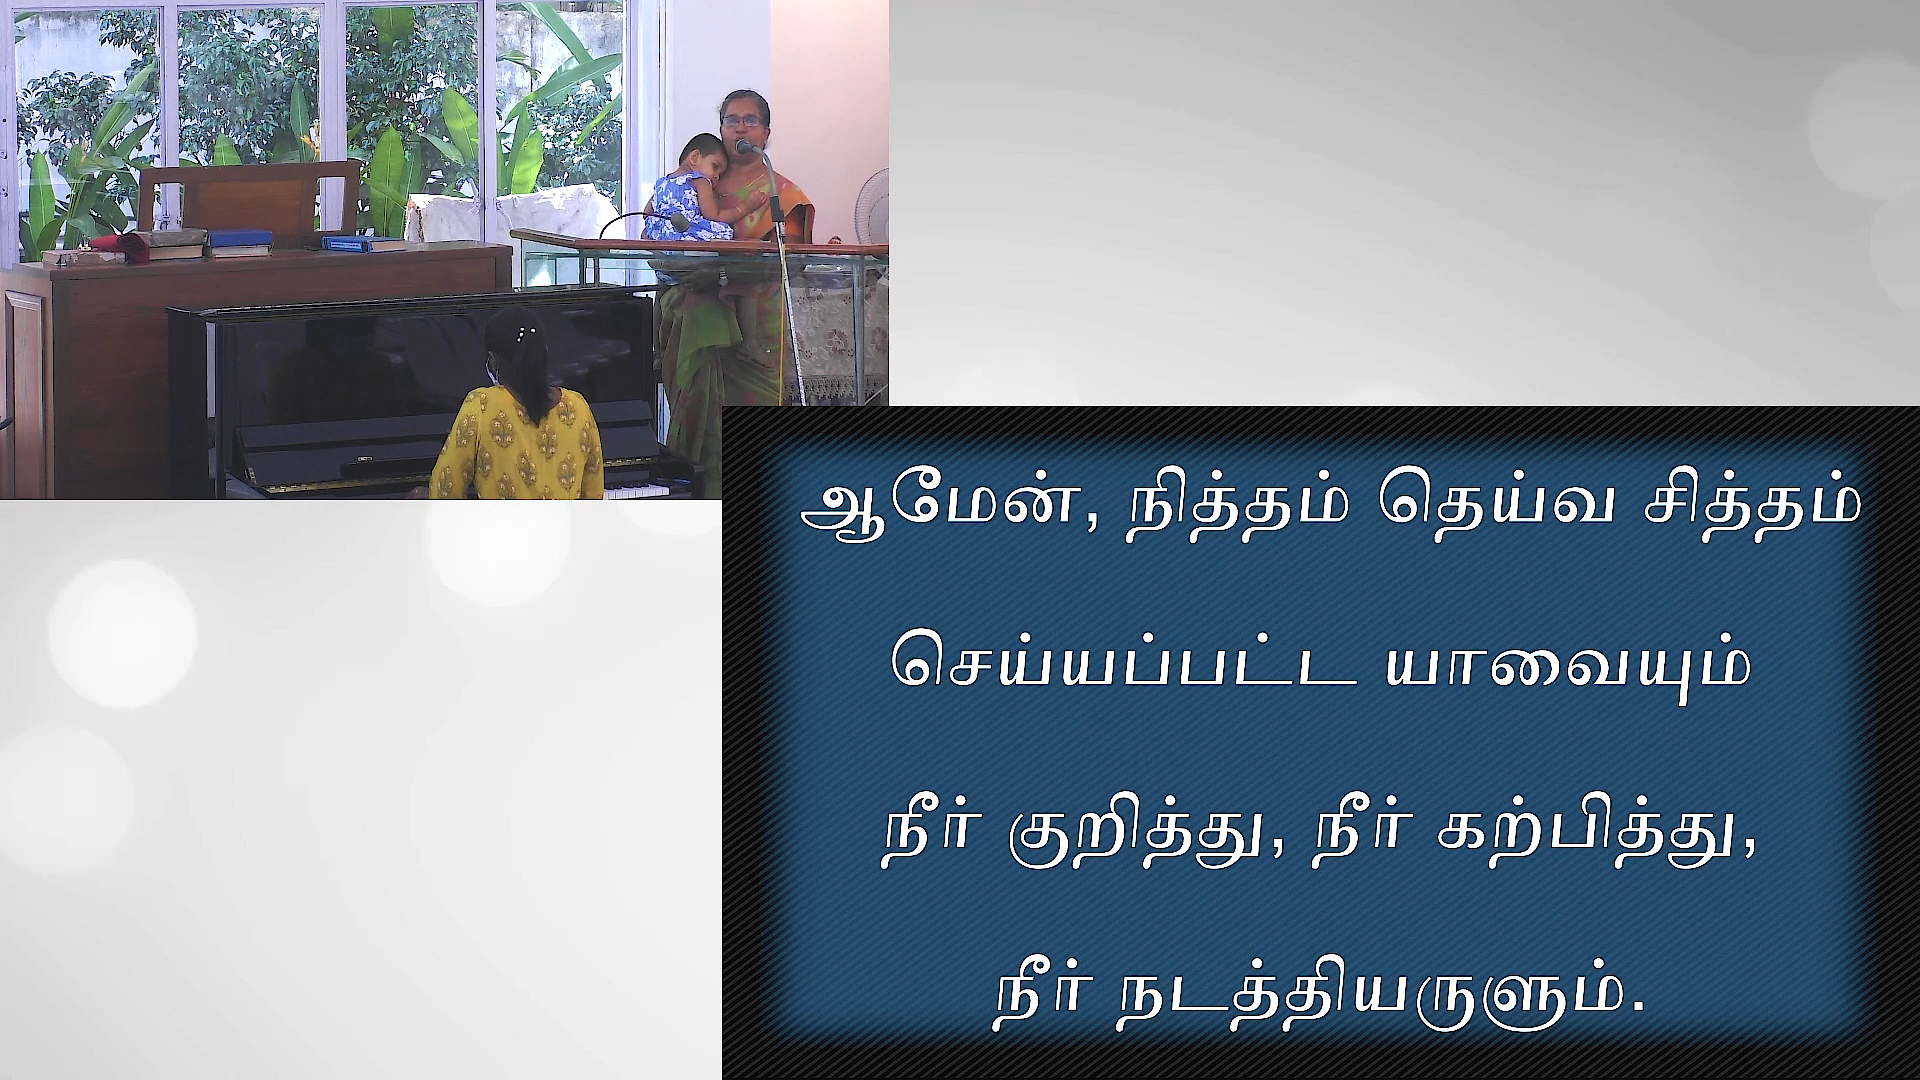 ஆமேன், நித்தம் தெய்வ சித்தம்
செய்யப்பட்ட யாவையும்
நீர் குறித்து, நீர் கற்பித்து,
நீர் நடத்தியருளும்.